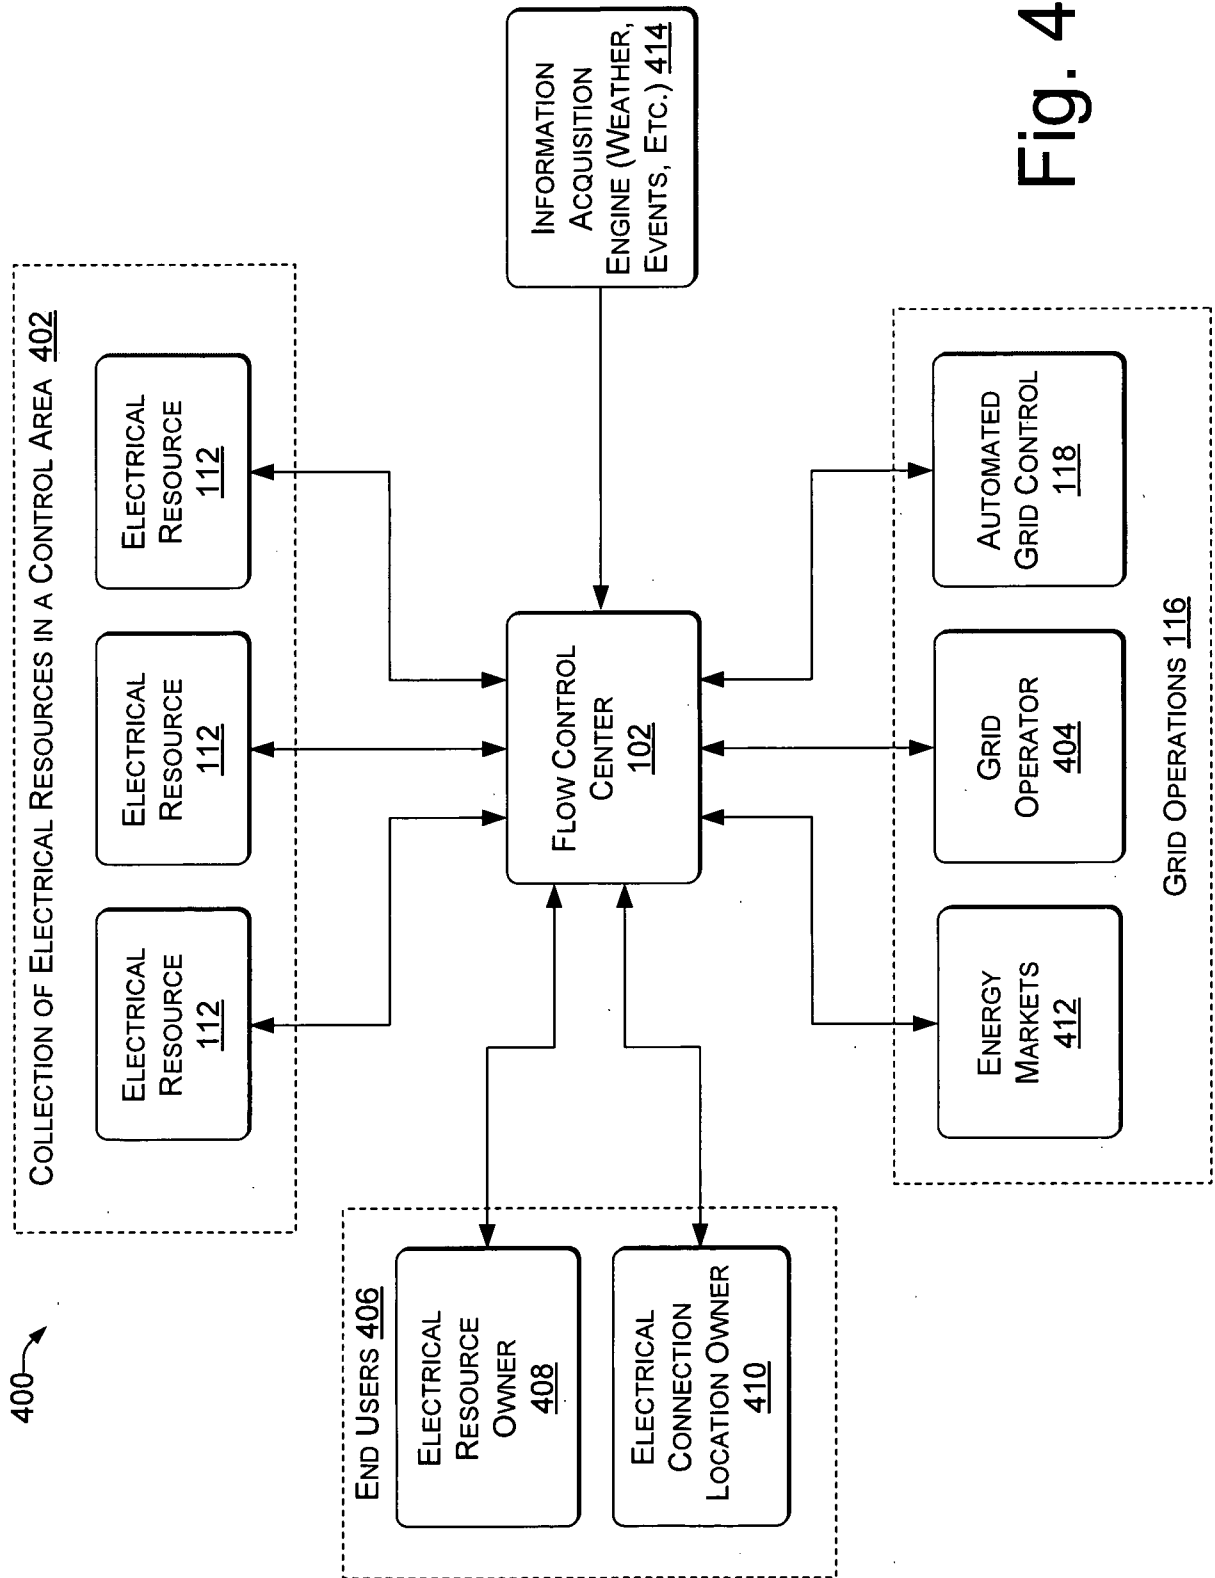 400
COLLECTION OF ELECTRICAL RESOURCES IN A CONTROL AREA 402
ELECTRICAL
RESOURCE
112
ELECTRICAL
RESOURCE
112
ELECTRICAL
RESOURCE
112
END USERS 406
ELECTRICAL
RESOURCE
OWNER
408
ELECTRICAL
CONNECTION
LOCATION OWNER
410
FLOW CONTROL
CENTER
102
INFORMATION
ACQUISITION
ENGINE (WEATHER,
EVENTS, ETC.) 414
ENERGY
MARKETS
412
GRID
OPERATOR
404
AUTOMATED
GRID CONTROL
118
GRID OPERATIONS 116
Fig. 4